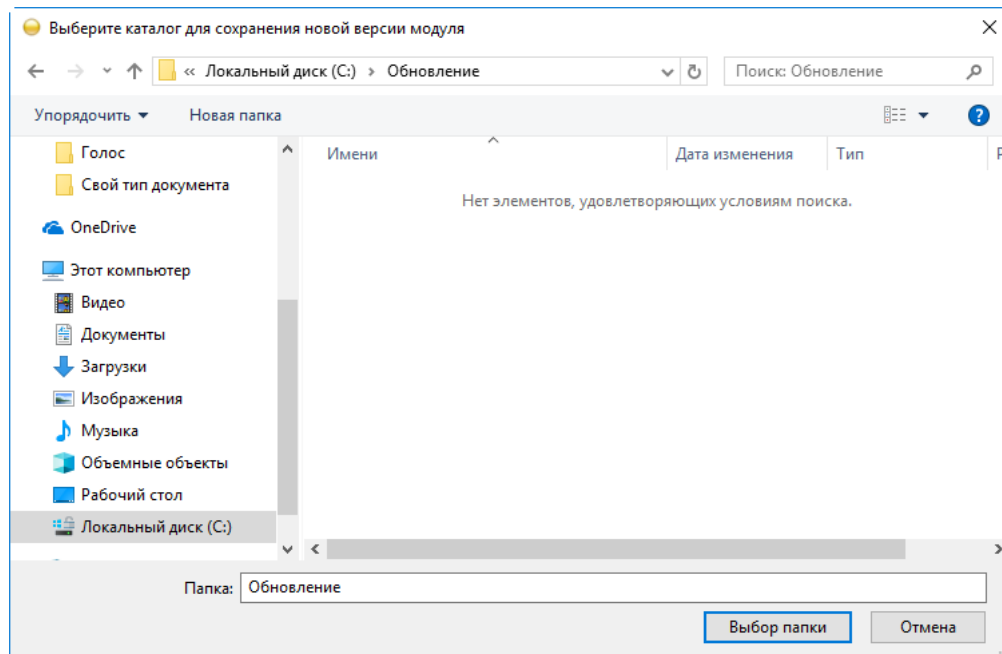 Выберите каталог для сохранения новой версии модуля
« Локальный диск (C:) › Обновление
Поиск: Обновление
Упорядочить
Новая папка
Имени Дата изменения Тип
Нет элементов, удовлетворяющих условиям поиска.
Голос
Свой тип документа
OneDrive
Этот компьютер
Видео
Документы
Загрузки
Изображения
Музыка
Объемные объекты
Рабочий стол
Локальный диск (C:)
Папка: Обновление
Выбор папки Отмена